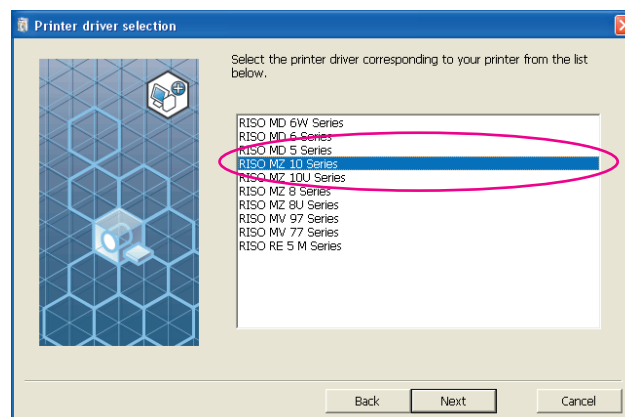 Printer driver selection
Select the printer driver corresponding to your printer from the list
below.
RISO MD 6W Series
RISO MD 6 Series
RISO MD 5 Series
RISO MZ 10 Series
RISO MZ 10U Series
RISO MZ 8 Series
RISO MZ 8U Series
RISO MV 97 Series
RISO MV 77 Series
RISO RE 5 M Series
Back Next Cancel